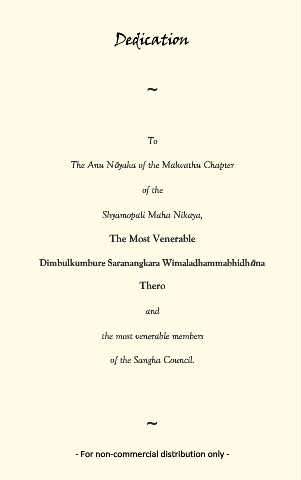 Dedication
~
To
The Anu Nāyaka of the Malwathu Chapter
of the
Shyamopali Maha Nikaya,
The Most Venerable
Dimbulkumbure Saranangkara Wimaladhammabhidhāna
Thero
and
the most venerable members
of the Sangha Council.
~
- For non-commercial distribution only -